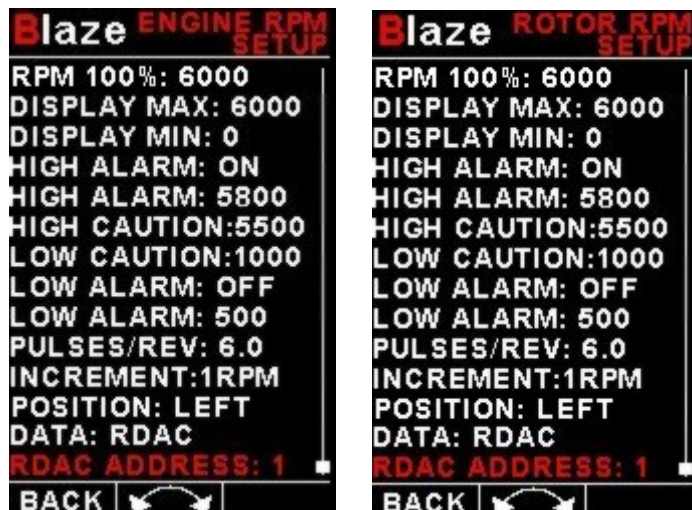 Blaze ENGINE RPM
SETUP
RPM 100%: 6000
DISPLAY MAX: 6000
DISPLAY MIN: 0
HIGH ALARM: ON
HIGH ALARM: 5800
HIGH CAUTION:5500
LOW CAUTION:1000
LOW ALARM: OFF
LOW ALARM: 500
PULSES/REV: 6.0
INCREMENT:1RPM
POSITION: LEFT
DATA: RDAC
RDAC ADDRESS: 1
BACK
Blaze ROTOR RPM
SETUP
RPM 100%: 6000
DISPLAY MAX: 6000
DISPLAY MIN: 0
HIGH ALARM: ON
HIGH ALARM: 5800
HIGH CAUTION:5500
LOW CAUTION:1000
LOW ALARM: OFF
LOW ALARM: 500
PULSES/REV: 6.0
INCREMENT:1RPM
POSITION: LEFT
DATA: RDAC
RDAC ADDRESS: 1
BACK